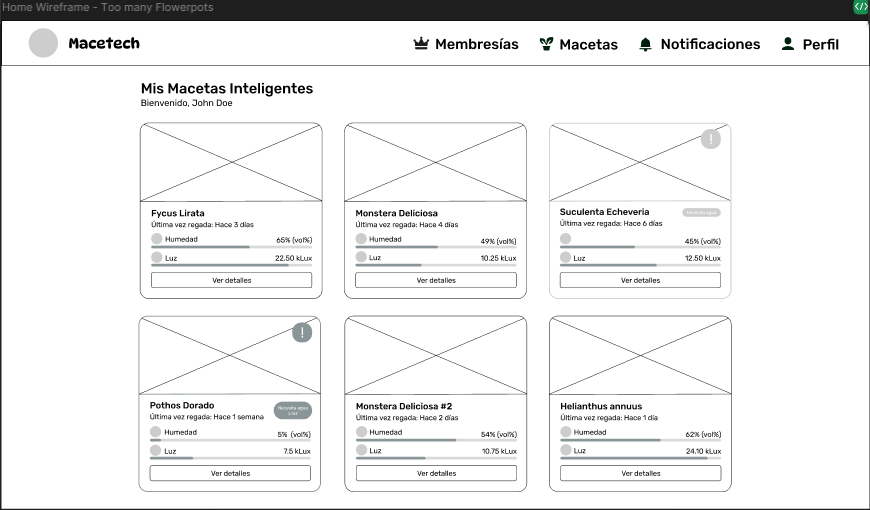 Home Wireframe - Too many Flowerpots
</>
Macetech
Membresías
Macetas
Notificaciones
Perfil
Mis Macetas Inteligentes
Bienvenido, John Doe
Fycus Lirata
Última vez regada: Hace 3 días
Humedad 65% (vol%)
Luz 22.50 kLux
Ver detalles
Monstera Deliciosa
Última vez regada: Hace 4 días
Humedad 49% (vol%)
Luz 10.25 kLux
Ver detalles
!
Suculenta Echeveria
Necesita agua
Última vez regada: Hace 6 días
45% (vol%)
Luz 12.50 kLux
Ver detalles
!
Pothos Dorado
Necesita agua
y luz
Última vez regada: Hace 1 semana
Humedad 5% (vol%)
Luz 7.5 kLux
Ver detalles
Monstera Deliciosa #2
Última vez regada: Hace 2 días
Humedad 54% (vol%)
Luz 10.75 kLux
Ver detalles
Helianthus annuus
Última vez regada: Hace 1 día
Humedad 62% (vol%)
Luz 24.10 kLux
Ver detalles